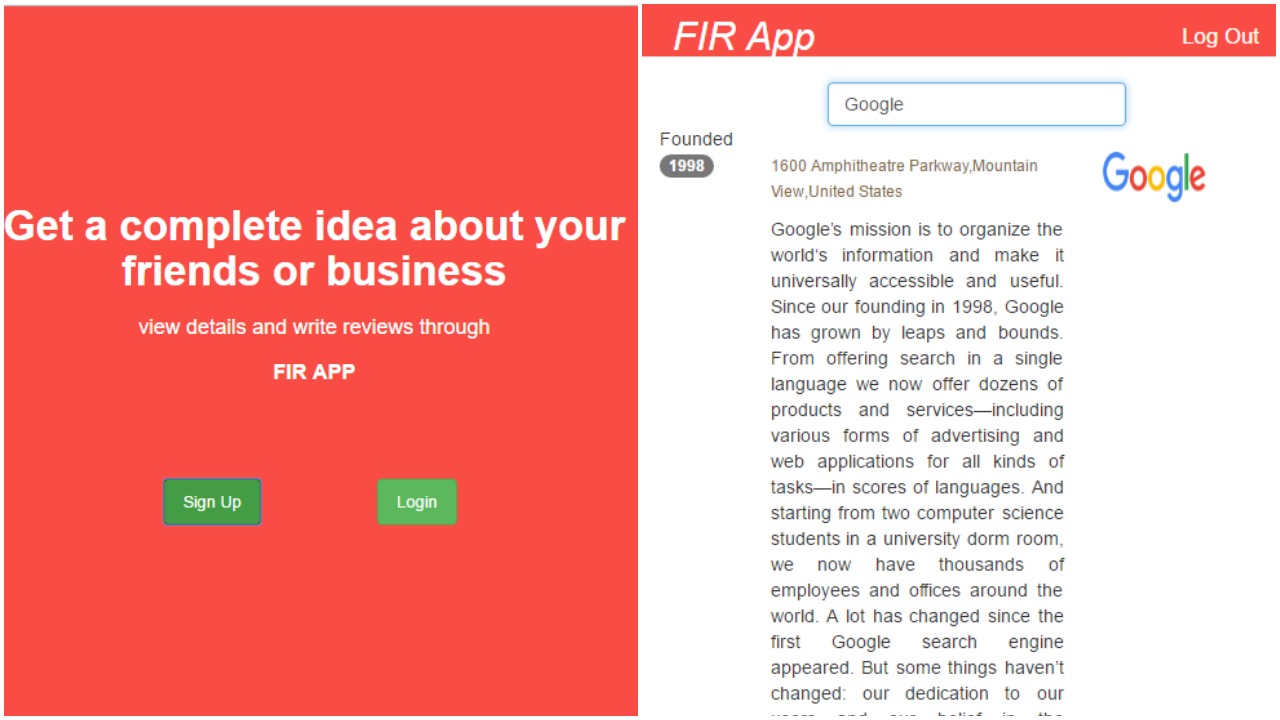 Get a complete idea about your
friends or business
view details and write reviews through
FIR APP
Sign Up
Login
FIR App
Log Out
Google
Founded
1998
1600 Amphitheatre Parkway,Mountain
View,United States
Google
Google’s mission is to organize the
world‘s information and make it
universally accessible and useful.
Since our founding in 1998, Google
has grown by leaps and bounds.
From offering search in a single
language we now offer dozens of
products and services—including
various forms of advertising and
web applications for all kinds of
tasks—in scores of languages. And
starting from two computer science
students in a university dorm room,
we now have thousands of
employees and offices around the
world. A lot has changed since the
first Google search engine
appeared. But some things haven’t
changed: our dedication to our
users and our belief in the